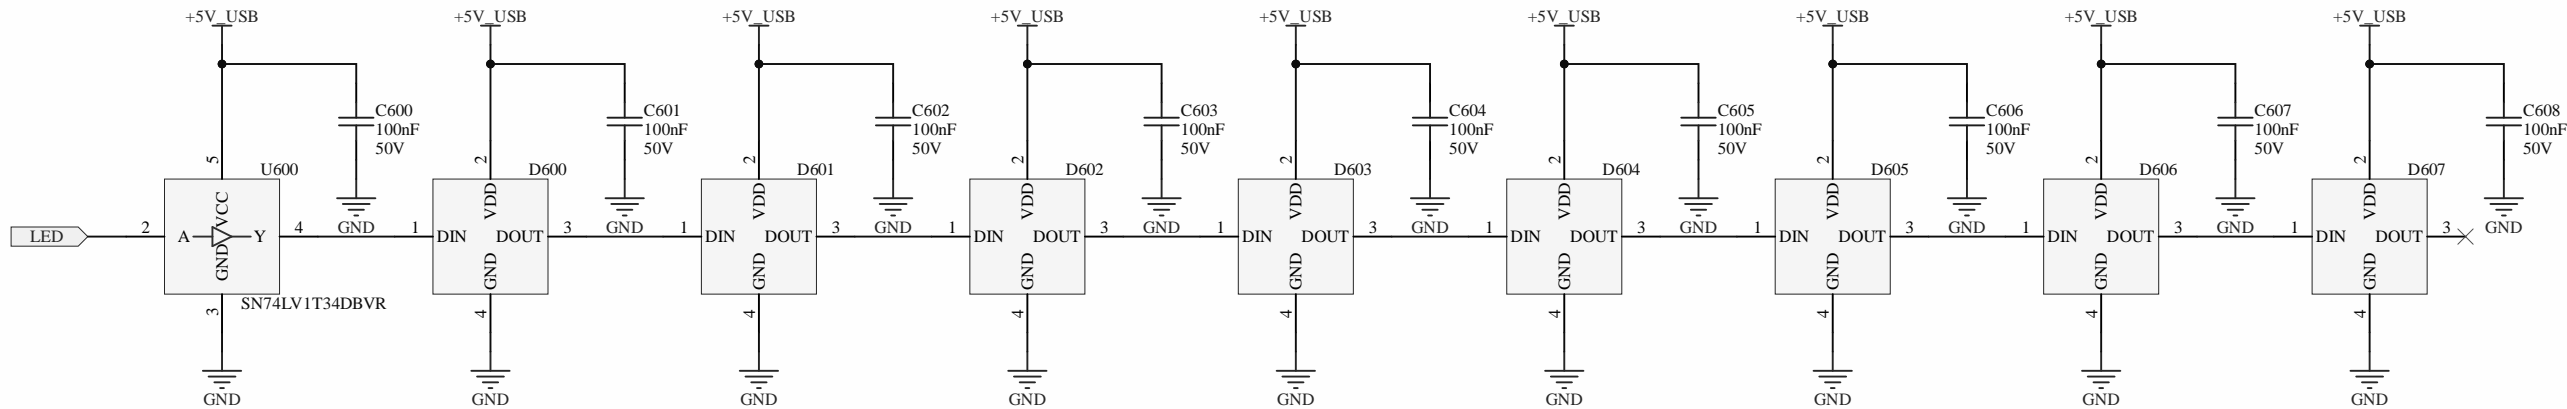 +5V_USB
+5V_USB
+5V_USB
+5V_USB
+5V_USB
+5V_USB
+5V_USB
+5V_USB
+5V_USB
C600
100nF
50V
C601
100nF
50V
C602
100nF
50V
C603
100nF
50V
C604
100nF
50V
C605
100nF
50V
C606
100nF
50V
C607
100nF
50V
C608
100nF
50V
LED
2
5
U600
VCC
A
Y
GND
4
3
SN74LV1T34DBVR
GND
GND
1
2
D600
VDD
DIN
DOUT
GND
3
4
GND
GND
1
2
D601
VDD
DIN
DOUT
GND
3
4
GND
GND
1
2
D602
VDD
DIN
DOUT
GND
3
4
GND
GND
1
2
D603
VDD
DIN
DOUT
GND
3
4
GND
GND
1
2
D604
VDD
DIN
DOUT
GND
3
4
GND
GND
1
2
D605
VDD
DIN
DOUT
GND
3
4
GND
GND
1
2
D606
VDD
DIN
DOUT
GND
3
4
GND
GND
1
2
D607
VDD
DIN
DOUT
GND
3
4
GND
GND